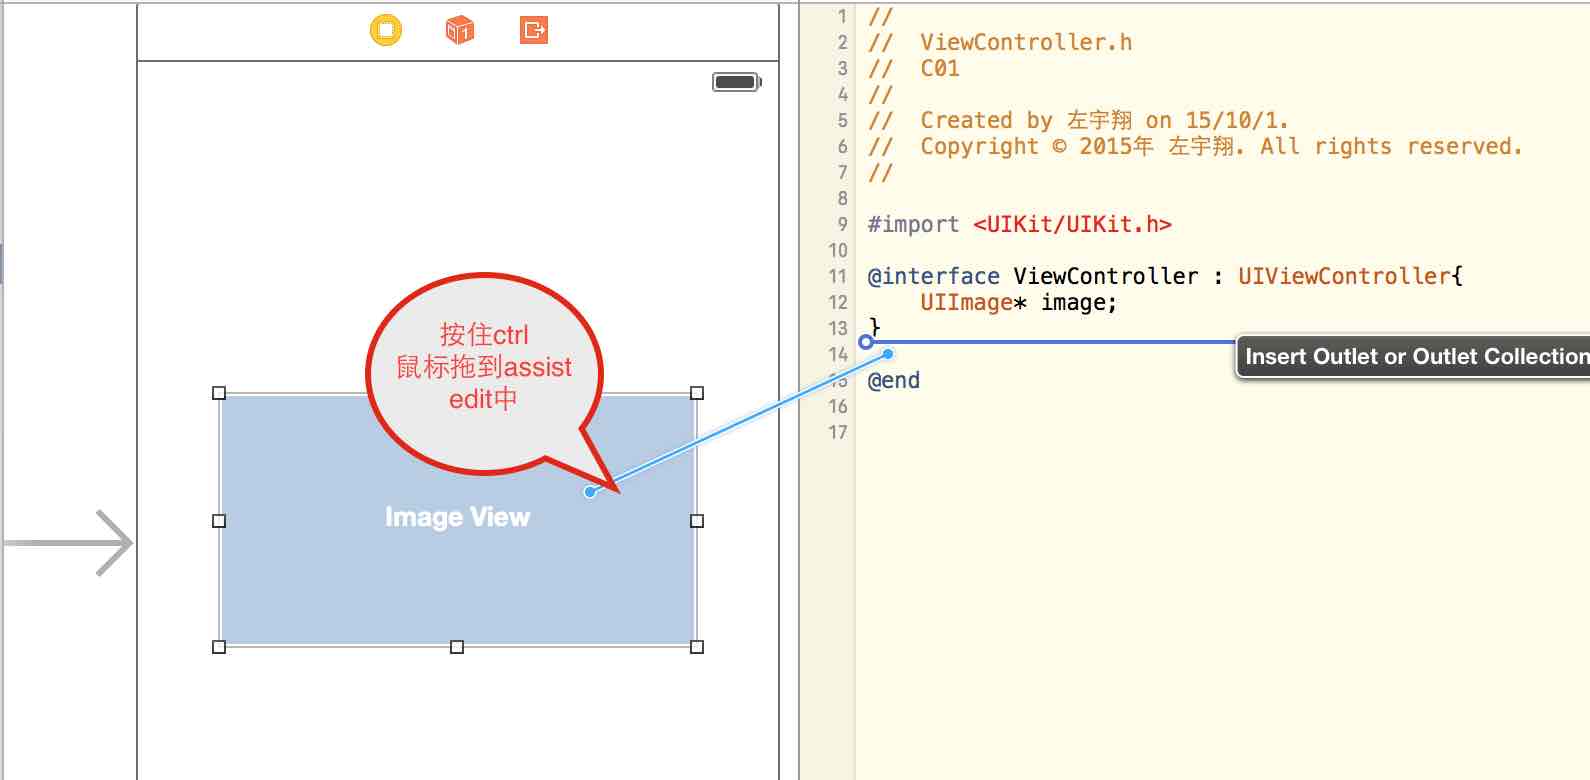 按住ctrl
鼠标拖到assist
edit中
Image View
1 //
2 //  ViewController.h
3 //  C01
4 //
5 //  Created by 左宇翔 on 15/10/1.
6 //  Copyright © 2015年 左宇翔. All rights reserved.
7 //
8
9 #import <UIKit/UIKit.h>
10
11 @interface ViewController : UIViewController{
12     UIImage* image;
13 }
Insert Outlet or Outlet Collection
14
15 @end
16
17